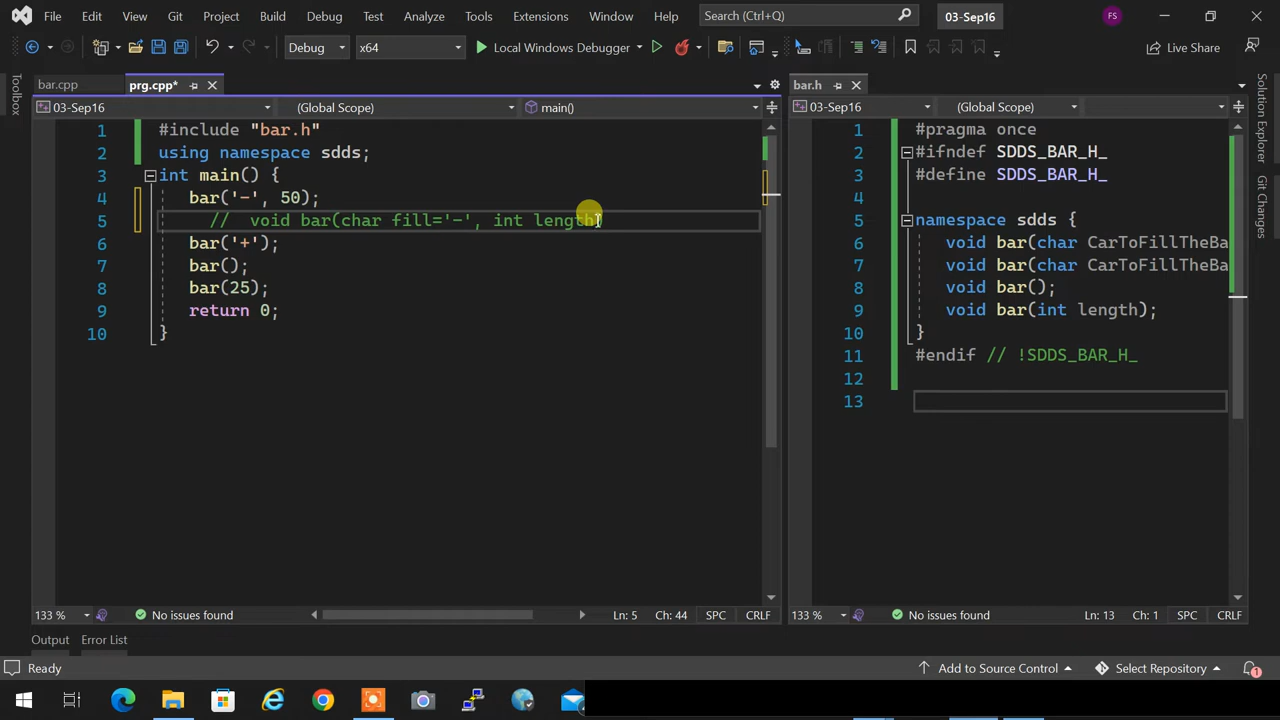 File Edit View Git Project Build Debug Test Analyze Tools Extensions Window Help Search (Ctrl+Q) 03-Sep16 FS
Debug x64 Local Windows Debugger Live Share
Toolbox
bar.cpp prg.cpp*
03-Sep16 (Global Scope) main()
1 #include "bar.h"
2 using namespace sdds;
3 int main() {
4 bar('-', 50);
5 // void bar(char fill='-', int length)
6 bar('+');
7 bar();
8 bar(25);
9 return 0;
10 }
133 % No issues found Ln: 5 Ch: 44 SPC CRLF
bar.h
03-Sep16 (Global Scope)
1 #pragma once
2 #ifndef SDDS_BAR_H_
3 #define SDDS_BAR_H_
4
5 namespace sdds {
6 void bar(char CarToFillTheBa
7 void bar(char CarToFillTheBa
8 void bar();
9 void bar(int length);
10 }
11 #endif // !SDDS_BAR_H_
12
13
133 % No issues found Ln: 13 Ch: 1 SPC CRLF
Solution Explorer
Team Explorer
Output Error List
Ready Add to Source Control Select Repository 1